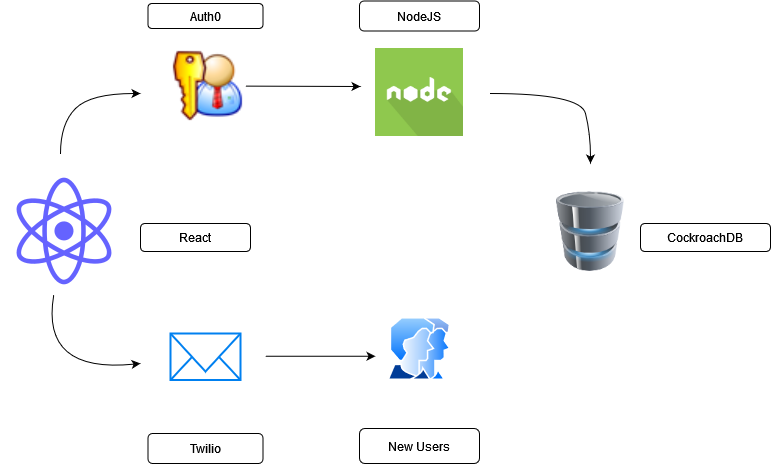 Auth0
NodeJS
node
React
CockroachDB
Twilio
New Users